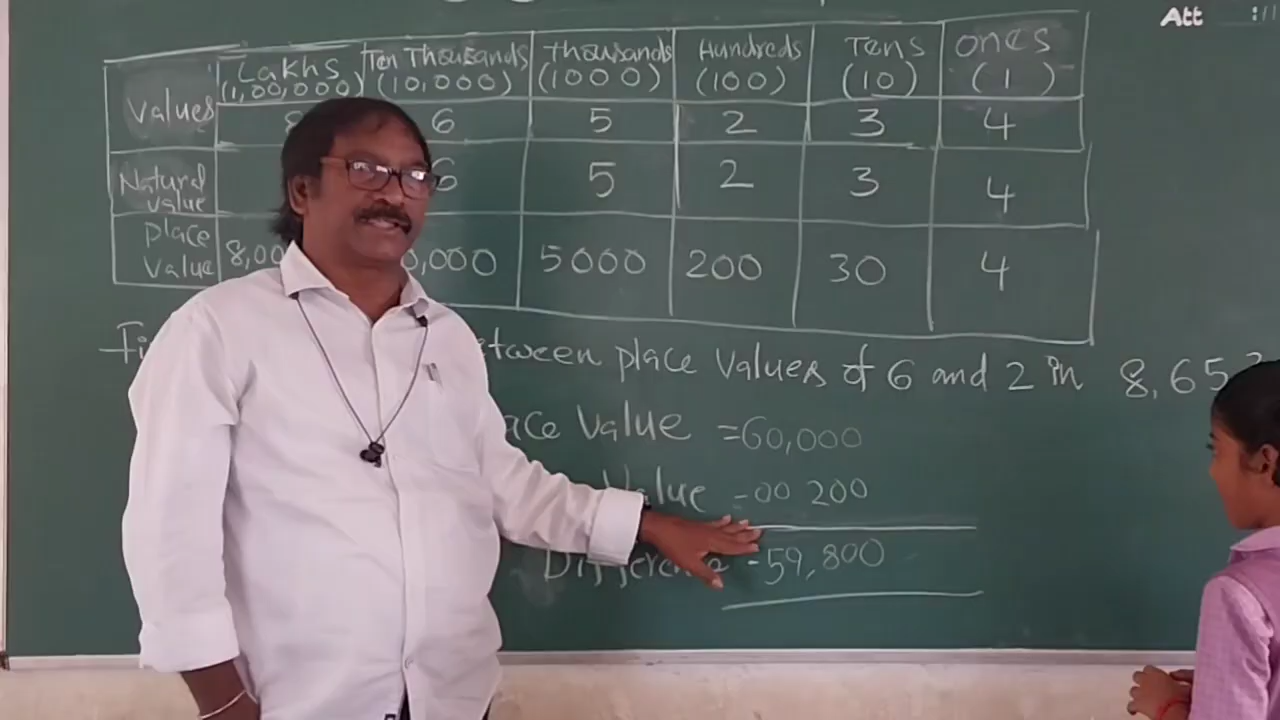 Att
Values Lakhs Ten Thousands Thousands Hundreds Tens ones
(1,00,000) (10,000) (1000) (100) (10) (1)
8 6 5 2 3 4
Natural value 6 5 2 3 4
Place value 8,00 0,000 5000 200 30 4
between place values of 6 and 2 in 8,65
Place Value =60,000
Value =00 200
Difference =59,800